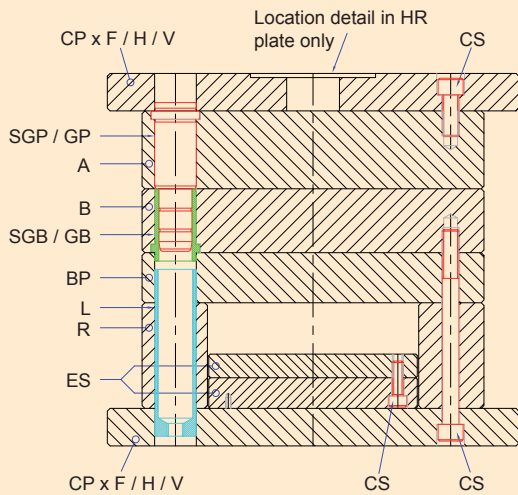 Location detail in HR
plate only
CP x F / H / V
CS
SGP / GP
A
B
SGB / GB
BP
L
R
ES
CP x F / H / V
CS
CS